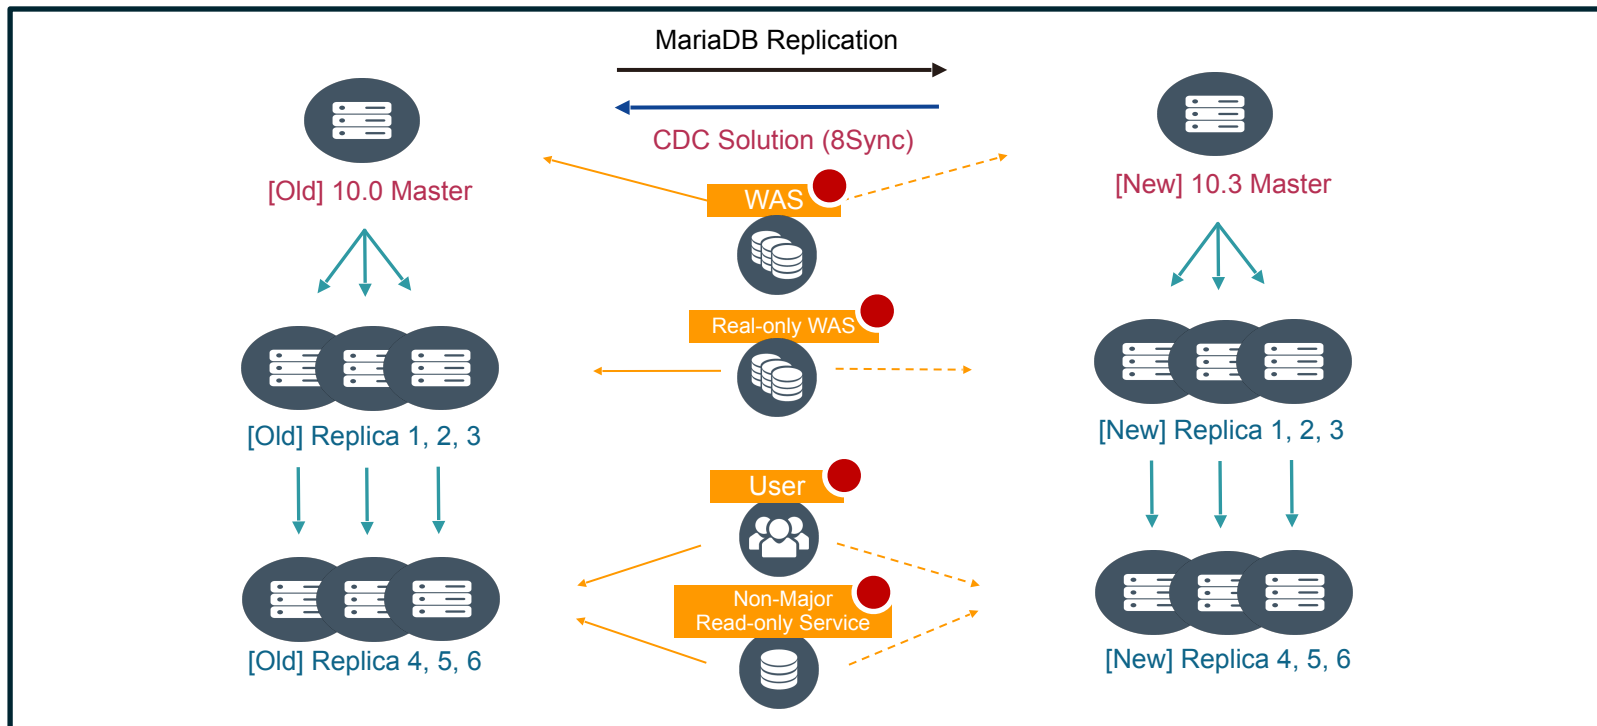 MariaDB Replication
CDC Solution (8Sync)
[Old] 10.0 Master
WAS
[New] 10.3 Master
Real-only WAS
[Old] Replica 1, 2, 3
[New] Replica 1, 2, 3
User
Non-Major
Read-only Service
[Old] Replica 4, 5, 6
[New] Replica 4, 5, 6